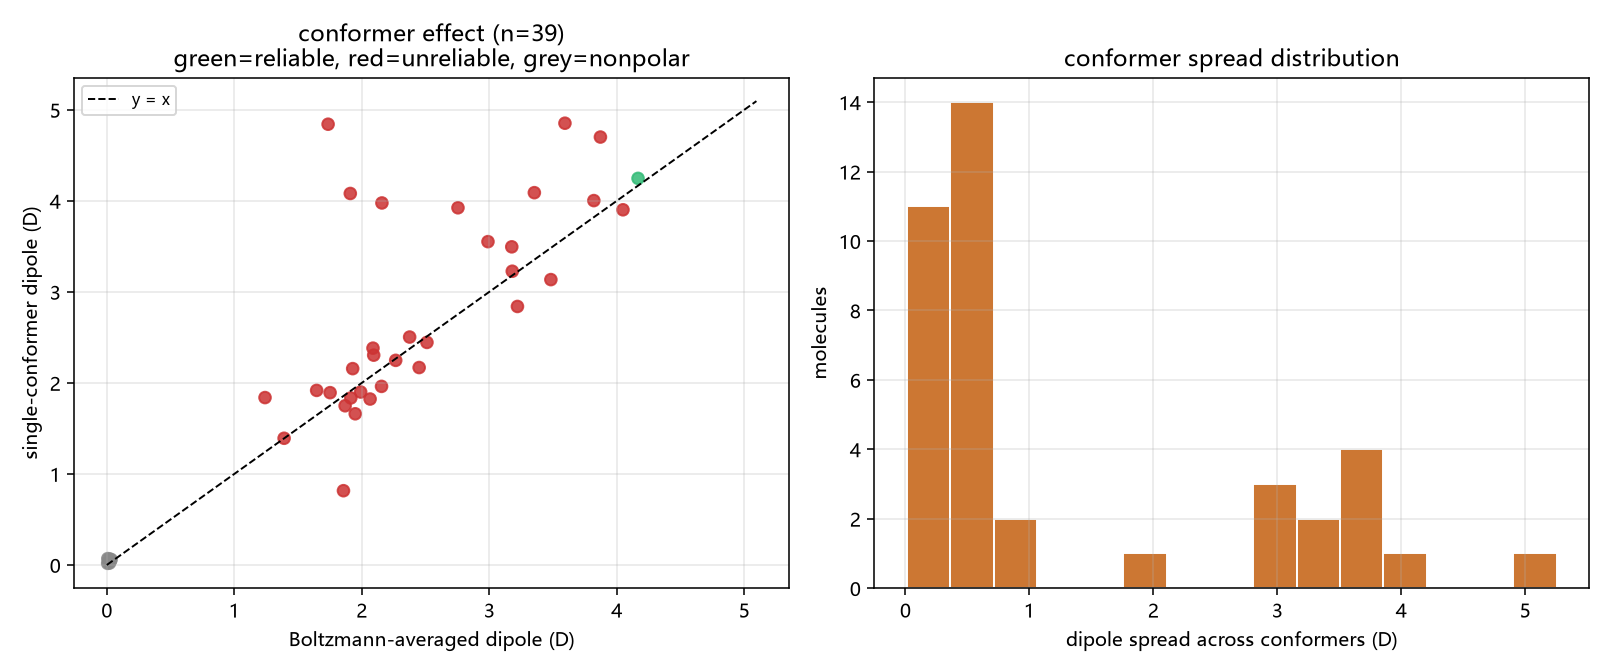 conformer effect (n=39)
green=reliable, red=unreliable, grey=nonpolar
y = x
5
4
3
2
1
0
single-conformer dipole (D)
0 1 2 3 4 5
Boltzmann-averaged dipole (D)
conformer spread distribution
14
12
10
8
6
4
2
0
molecules
0 1 2 3 4 5
dipole spread across conformers (D)